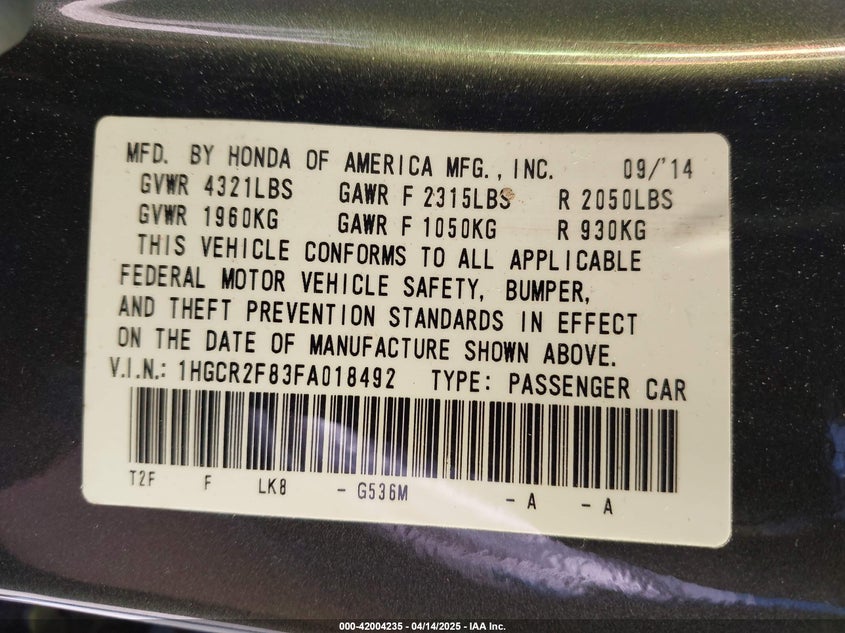 MFD. BY HONDA OF AMERICA MFG., INC. 09/'14
GVWR 4321LBS GAWR F 2315LBS R 2050LBS
GVWR 1960KG GAWR F 1050KG R 930KG
THIS VEHICLE CONFORMS TO ALL APPLICABLE
FEDERAL MOTOR VEHICLE SAFETY, BUMPER,
AND THEFT PREVENTION STANDARDS IN EFFECT
ON THE DATE OF MANUFACTURE SHOWN ABOVE.
V.I.N.: 1HGCR2F83FA018492 TYPE: PASSENGER CAR
T2F F LK8 - G536M - A - A
000-42004235 - 04/14/2025 - IAA Inc.